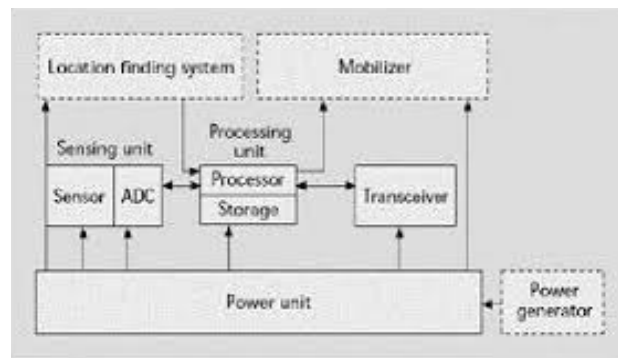 Location finding system
Mobilizer
Sensing unit
Processing
unit
Sensor
ADC
Processor
Storage
Transceiver
Power unit
Power
generator